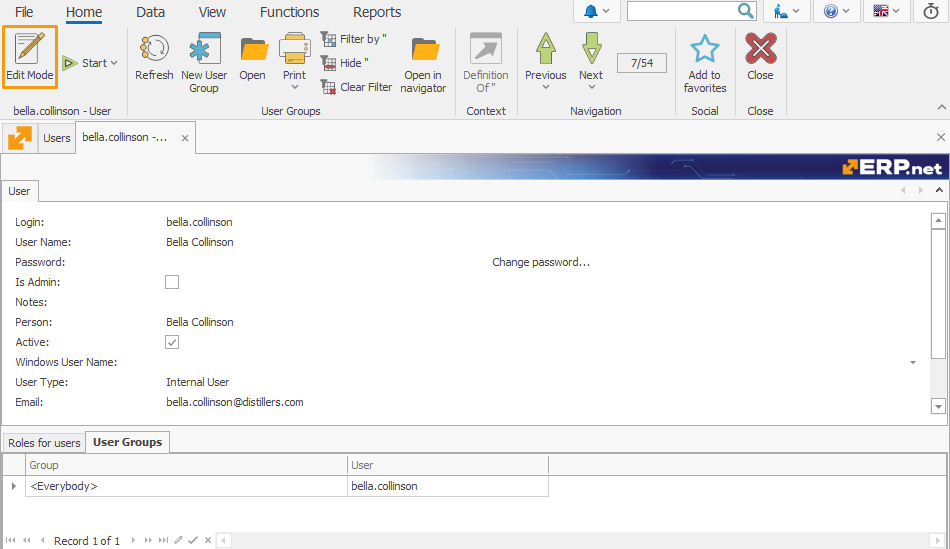 File Home Data View Functions Reports
Edit Mode
Start
Refresh
New User
Group
Open
Print
Filter by "
Hide "
Clear Filter
Open in
navigator
Definition
Of "
Previous
Next
7/54
Add to
favorites
Close
bella.collinson - User
User Groups
Context
Navigation
Social
Close
Users
bella.collinson -...
ERP.net
User
Login: bella.collinson
User Name: Bella Collinson
Password: Change password...
Is Admin:
Notes:
Person: Bella Collinson
Active:
Windows User Name:
User Type: Internal User
Email: bella.collinson@distillers.com
Roles for users User Groups
Group User
<Everybody> bella.collinson
Record 1 of 1